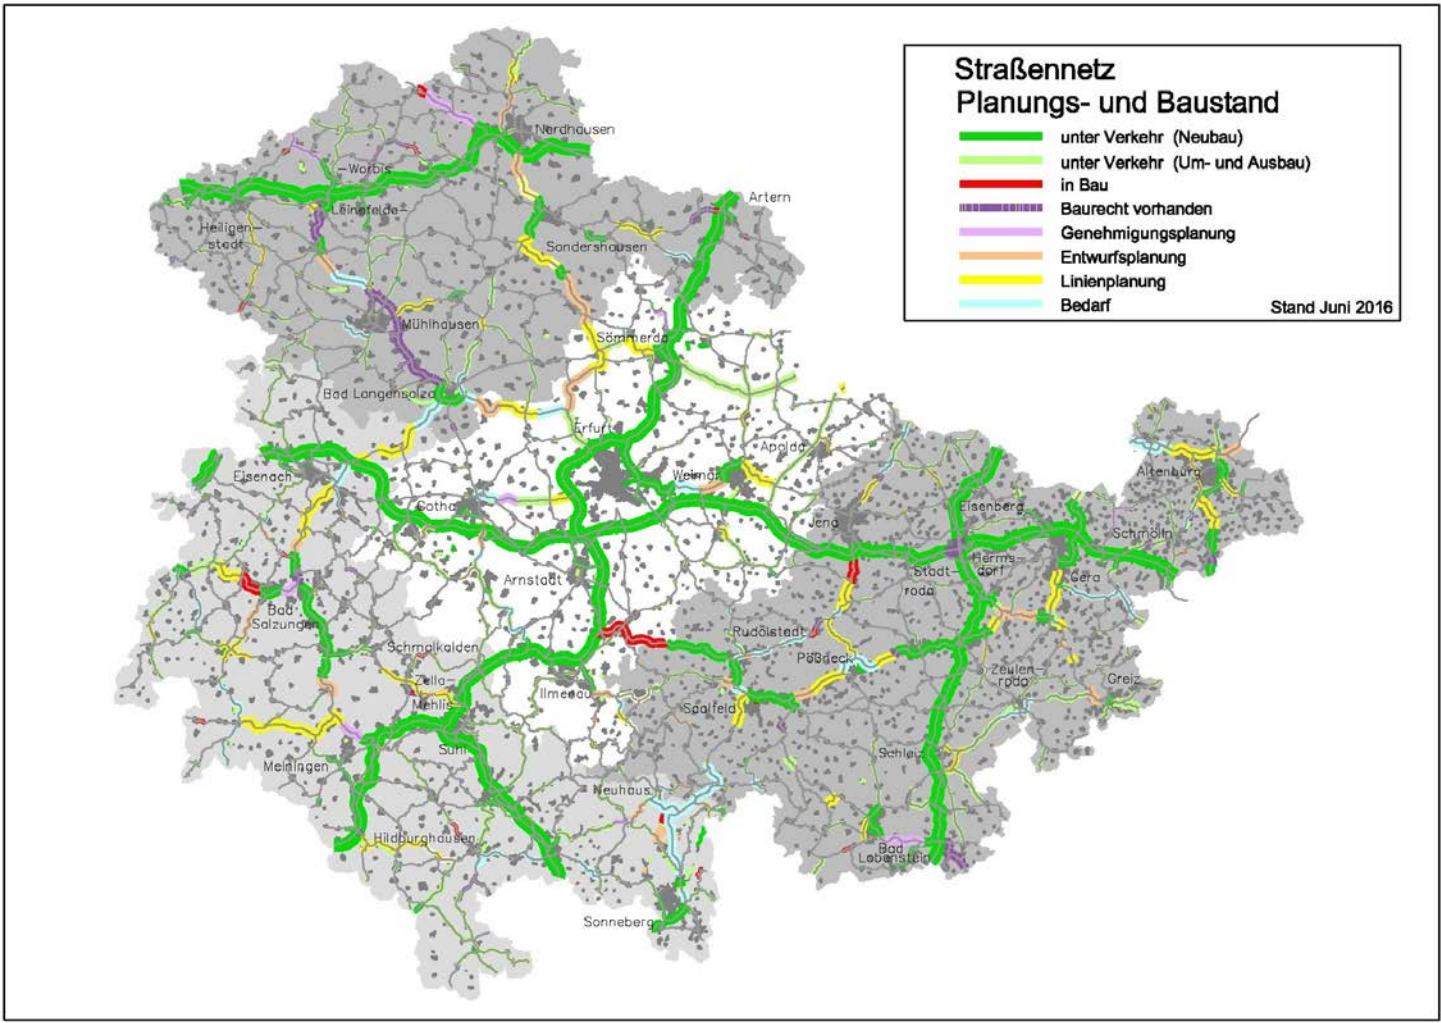 Straßennetz
Planungs- und Baustand
unter Verkehr (Neubau)
unter Verkehr (Um- und Ausbau)
in Bau
Baurecht vorhanden
Genehmigungsplanung
Entwurfsplanung
Linienplanung
Bedarf
Stand Juni 2016
Nordhausen
Worbis
Leinefelde
Artern
Heiligen-
stadt
Sondershausen
Mühlhausen
Sömmerda
Bad Langensalza
Erfurt
Apolda
Eisenach
Weimar
Altenburg
Gotha
Jena
Eisenberg
Schmölln
Arnstadt
Stadt-
roda
Herms-
dorf
Gera
Bad
Salzungen
Rudolstadt
Schmalkalden
Pößneck
Zella-
Mehlis
Ilmenau
Zeulen-
roda
Greiz
Saalfeld
Suhl
Schleiz
Meiningen
Neuhaus
Hildburghausen
Bad
Lobenstein
Sonneberg